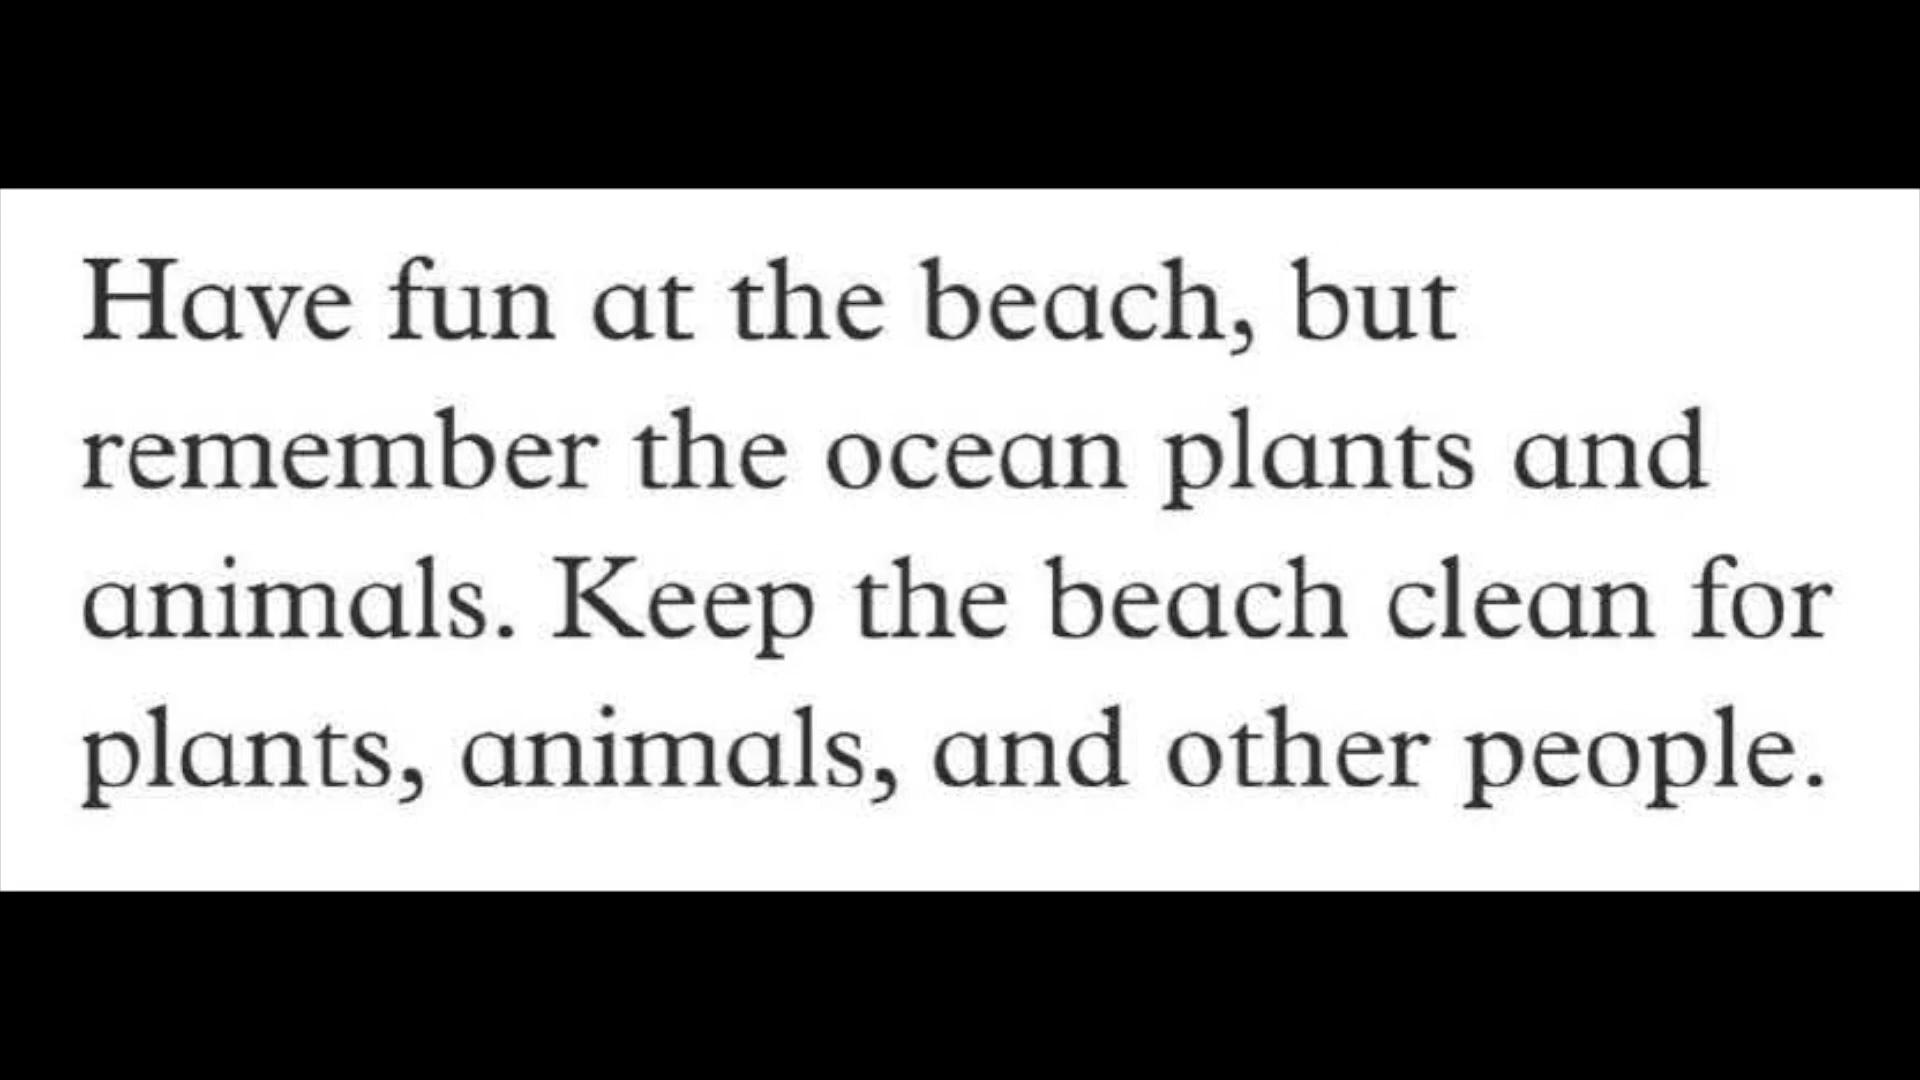 Have fun at the beach, but
remember the ocean plants and
animals. Keep the beach clean for
plants, animals, and other people.